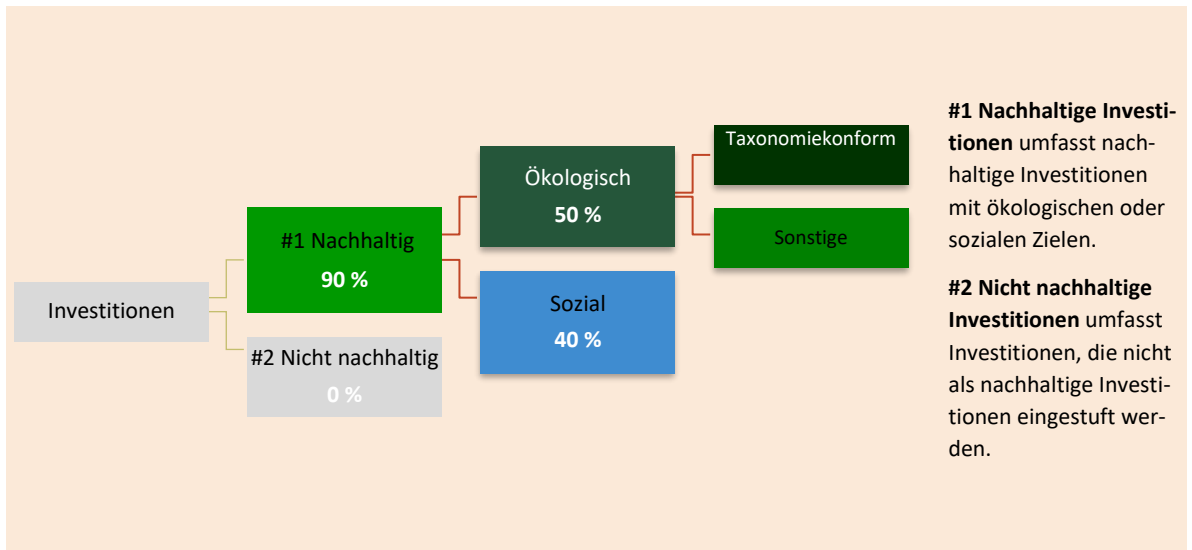 Investitionen
#1 Nachhaltig
90 %
#2 Nicht nachhaltig
0 %
Ökologisch
50 %
Sozial
40 %
Taxonomiekonform
Sonstige
#1 Nachhaltige Investi-
tionen umfasst nach-
haltige Investitionen
mit ökologischen oder
sozialen Zielen.
#2 Nicht nachhaltige
Investitionen umfasst
Investitionen, die nicht
als nachhaltige Investi-
tionen eingestuft wer-
den.